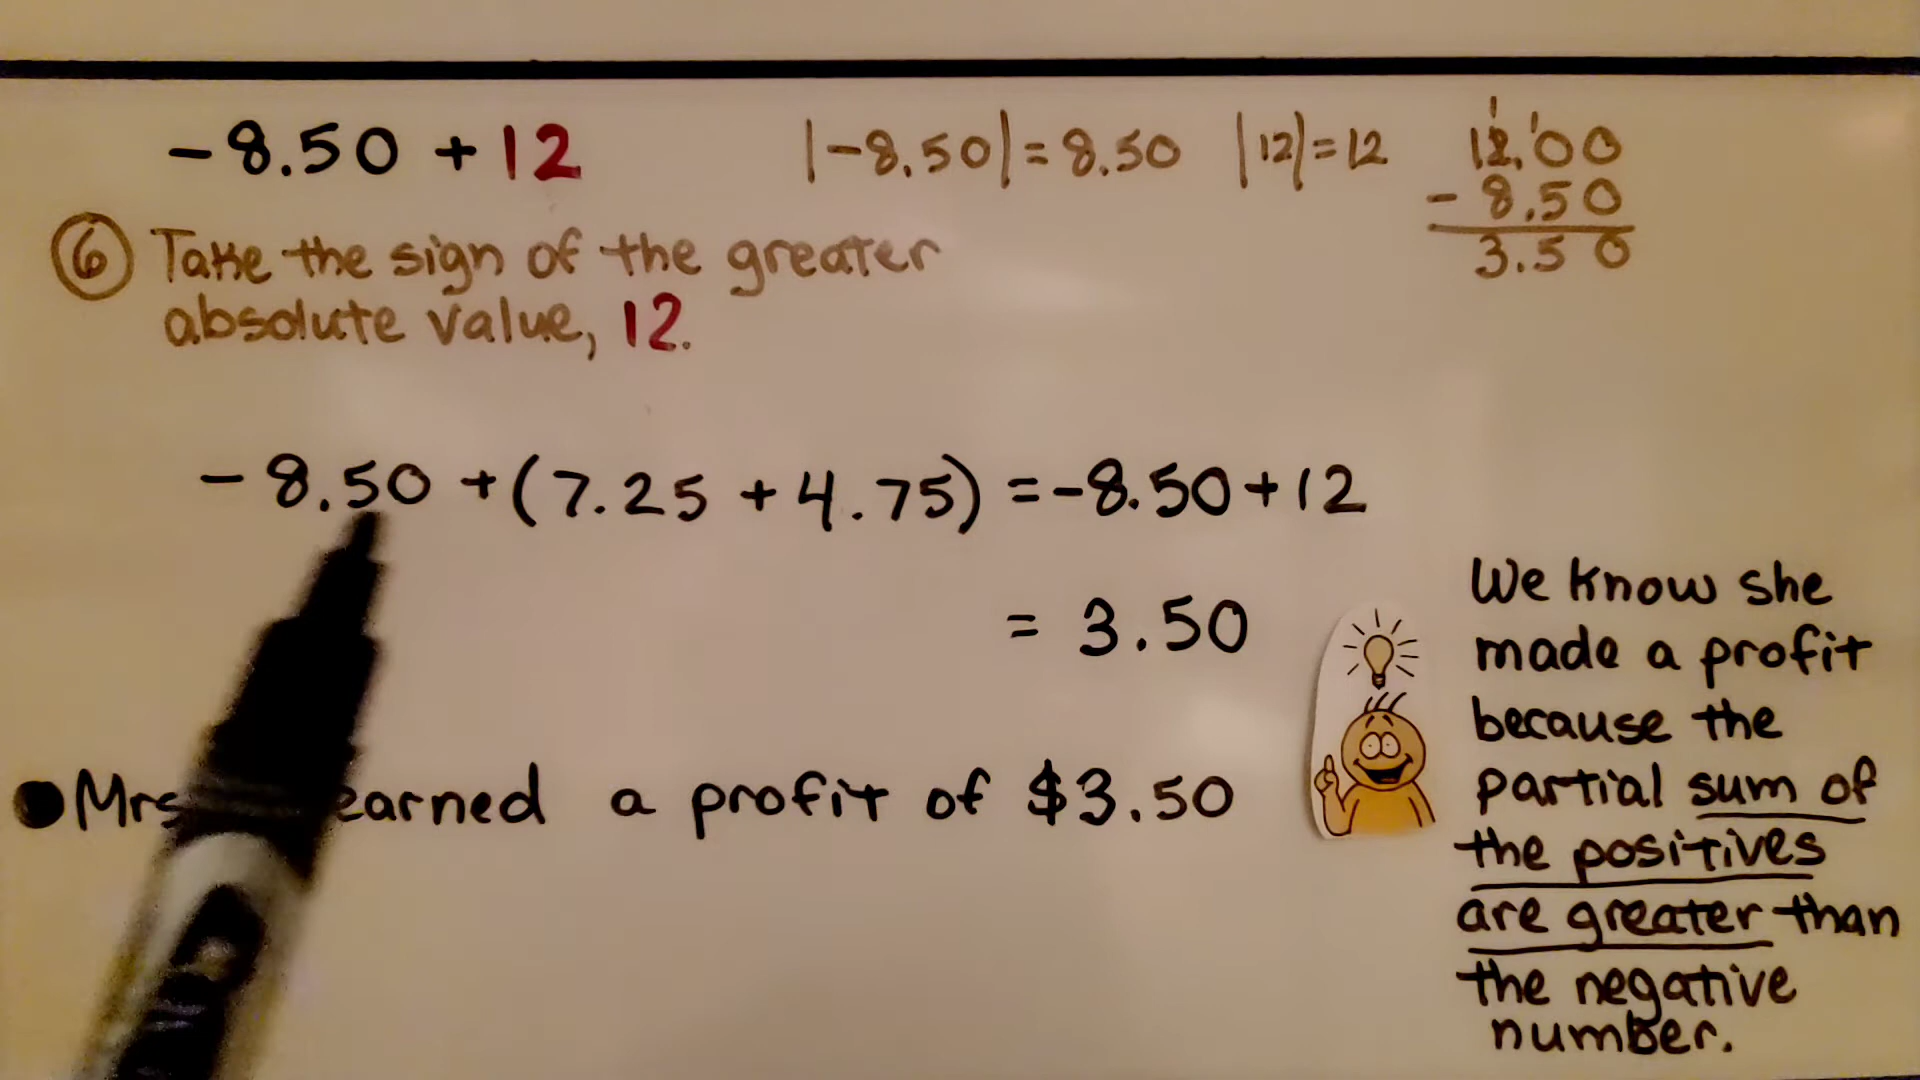 -8.50 + 12
|-8.50| = 8.50 |12| = 12
12.00
- 8.50
3.50
6 Take the sign of the greater
absolute value, 12.
-8.50 + (7.25 + 4.75) = -8.50 + 12
= 3.50
earned a profit of $3.50
We know she
made a profit
because the
partial sum of
the positives
are greater than
the negative
number.